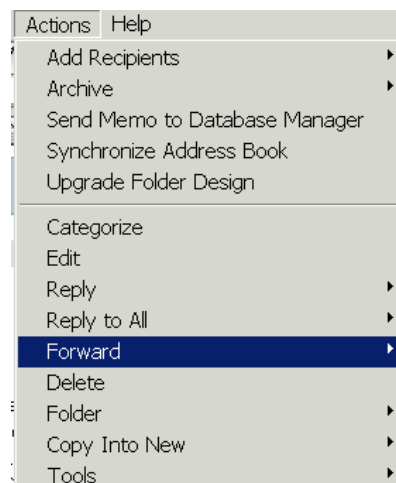 Actions Help
Add Recipients
Archive
Send Memo to Database Manager
Synchronize Address Book
Upgrade Folder Design
Categorize
Edit
Reply
Reply to All
Forward
Delete
Folder
Copy Into New
Tools